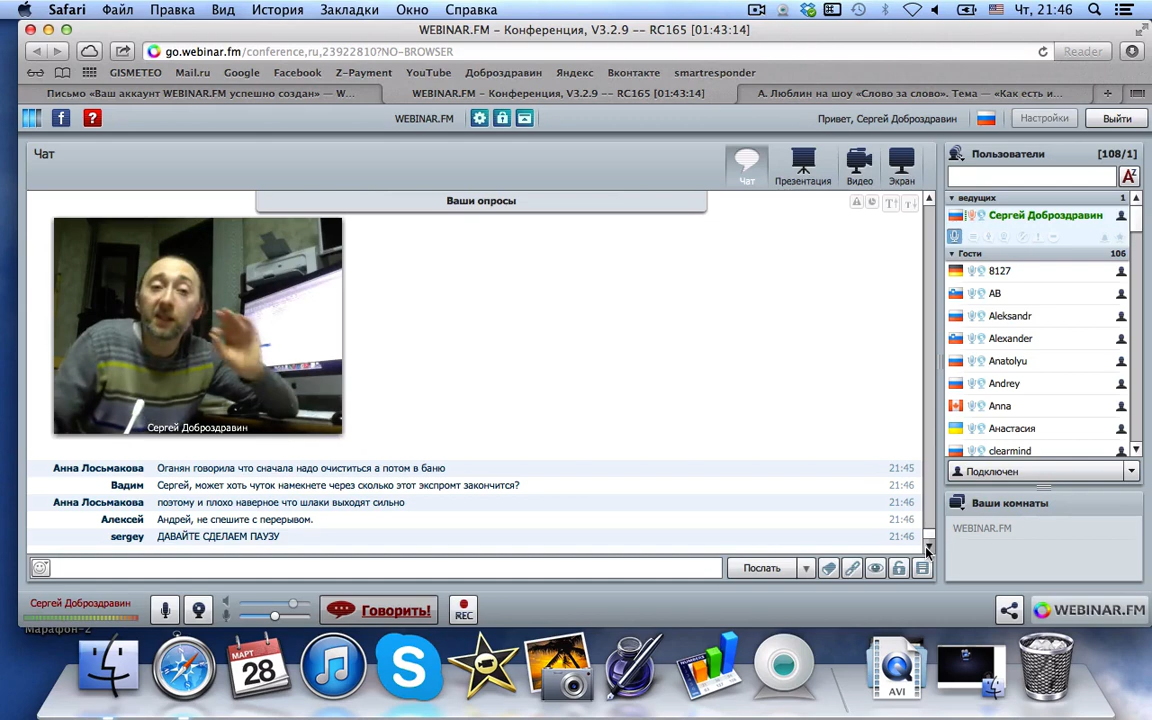 Safari Файл Правка Вид История Закладки Окно Справка Чт, 21:46
WEBINAR.FM – Конференция, V3.2.9 -- RC165 [01:43:14]
go.webinar.fm/conference,ru,23922810?NO-BROWSER Reader
GISMETEO Mail.ru Google Facebook Z-Payment YouTube Доброздравин Яндекс Вконтакте smartresponder
Письмо «Ваш аккаунт WEBINAR.FM успешно создан» — W... WEBINAR.FM – Конференция, V3.2.9 -- RC165 [01:43:14] А. Люблин на шоу «Слово за слово». Тема — «Как есть и...
f ? WEBINAR.FM Привет, Сергей Доброздравин Настройки Выйти
Чат
Чат Презентация Видео Экран
Пользователи [108/1]
Ваши опросы
T T
A Z
ведущих 1
Сергей Доброздравин
Гости 106
8127
AB
Aleksandr
Alexander
Anatolyu
Andrey
Anna
Анастасия
clearmind
Подключен
Ваши комнаты
WEBINAR.FM
Сергей Доброздравин
Анна Лосьмакова Оганян говорила что сначала надо очиститься а потом в баню 21:45
Вадим Сергей, может хоть чуток намекнете через сколько этот экспромт закончится? 21:46
Анна Лосьмакова поэтому и плохо наверное что шлаки выходят сильно 21:46
Алексей Андрей, не спешите с перерывом. 21:46
sergey ДАВАЙТЕ СДЕЛАЕМ ПАУЗУ 21:46
Послать
Сергей Доброздравин Говорить! REC WEBINAR.FM
Марафон-2
МАРТ
28
S
NUMBERS
AVI